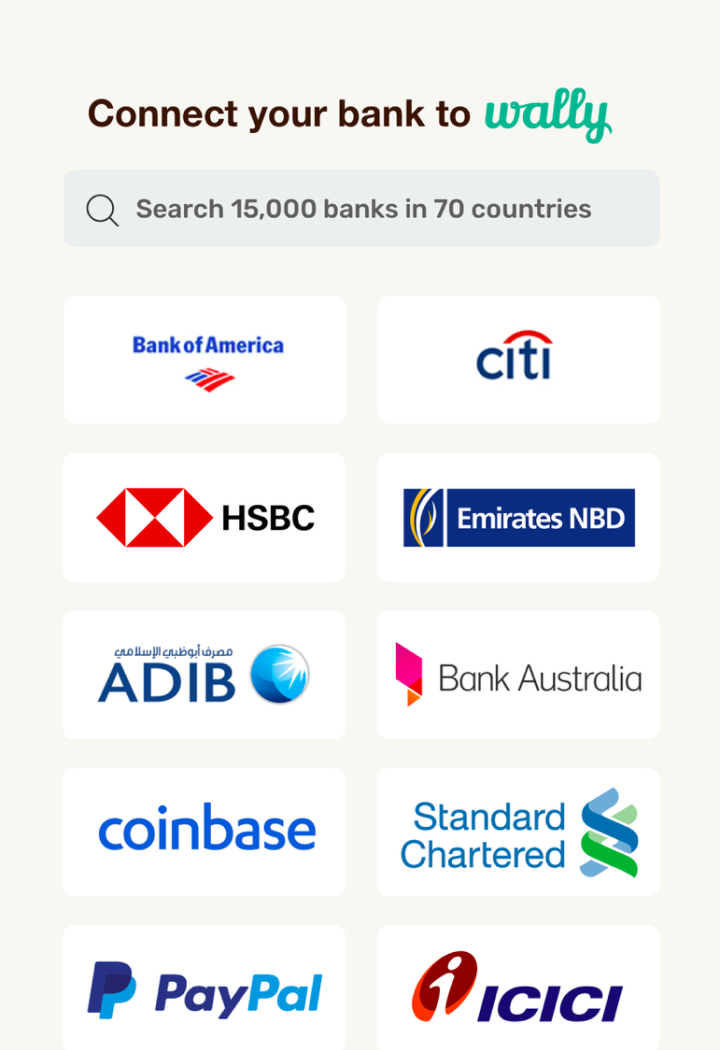 Connect your bank to wally
Search 15,000 banks in 70 countries
Bank of America
citi
HSBC
Emirates NBD
مصرف أبوظبي الإسلامي
ADIB
Bank Australia
coinbase
Standard
Chartered
PayPal
ICICI